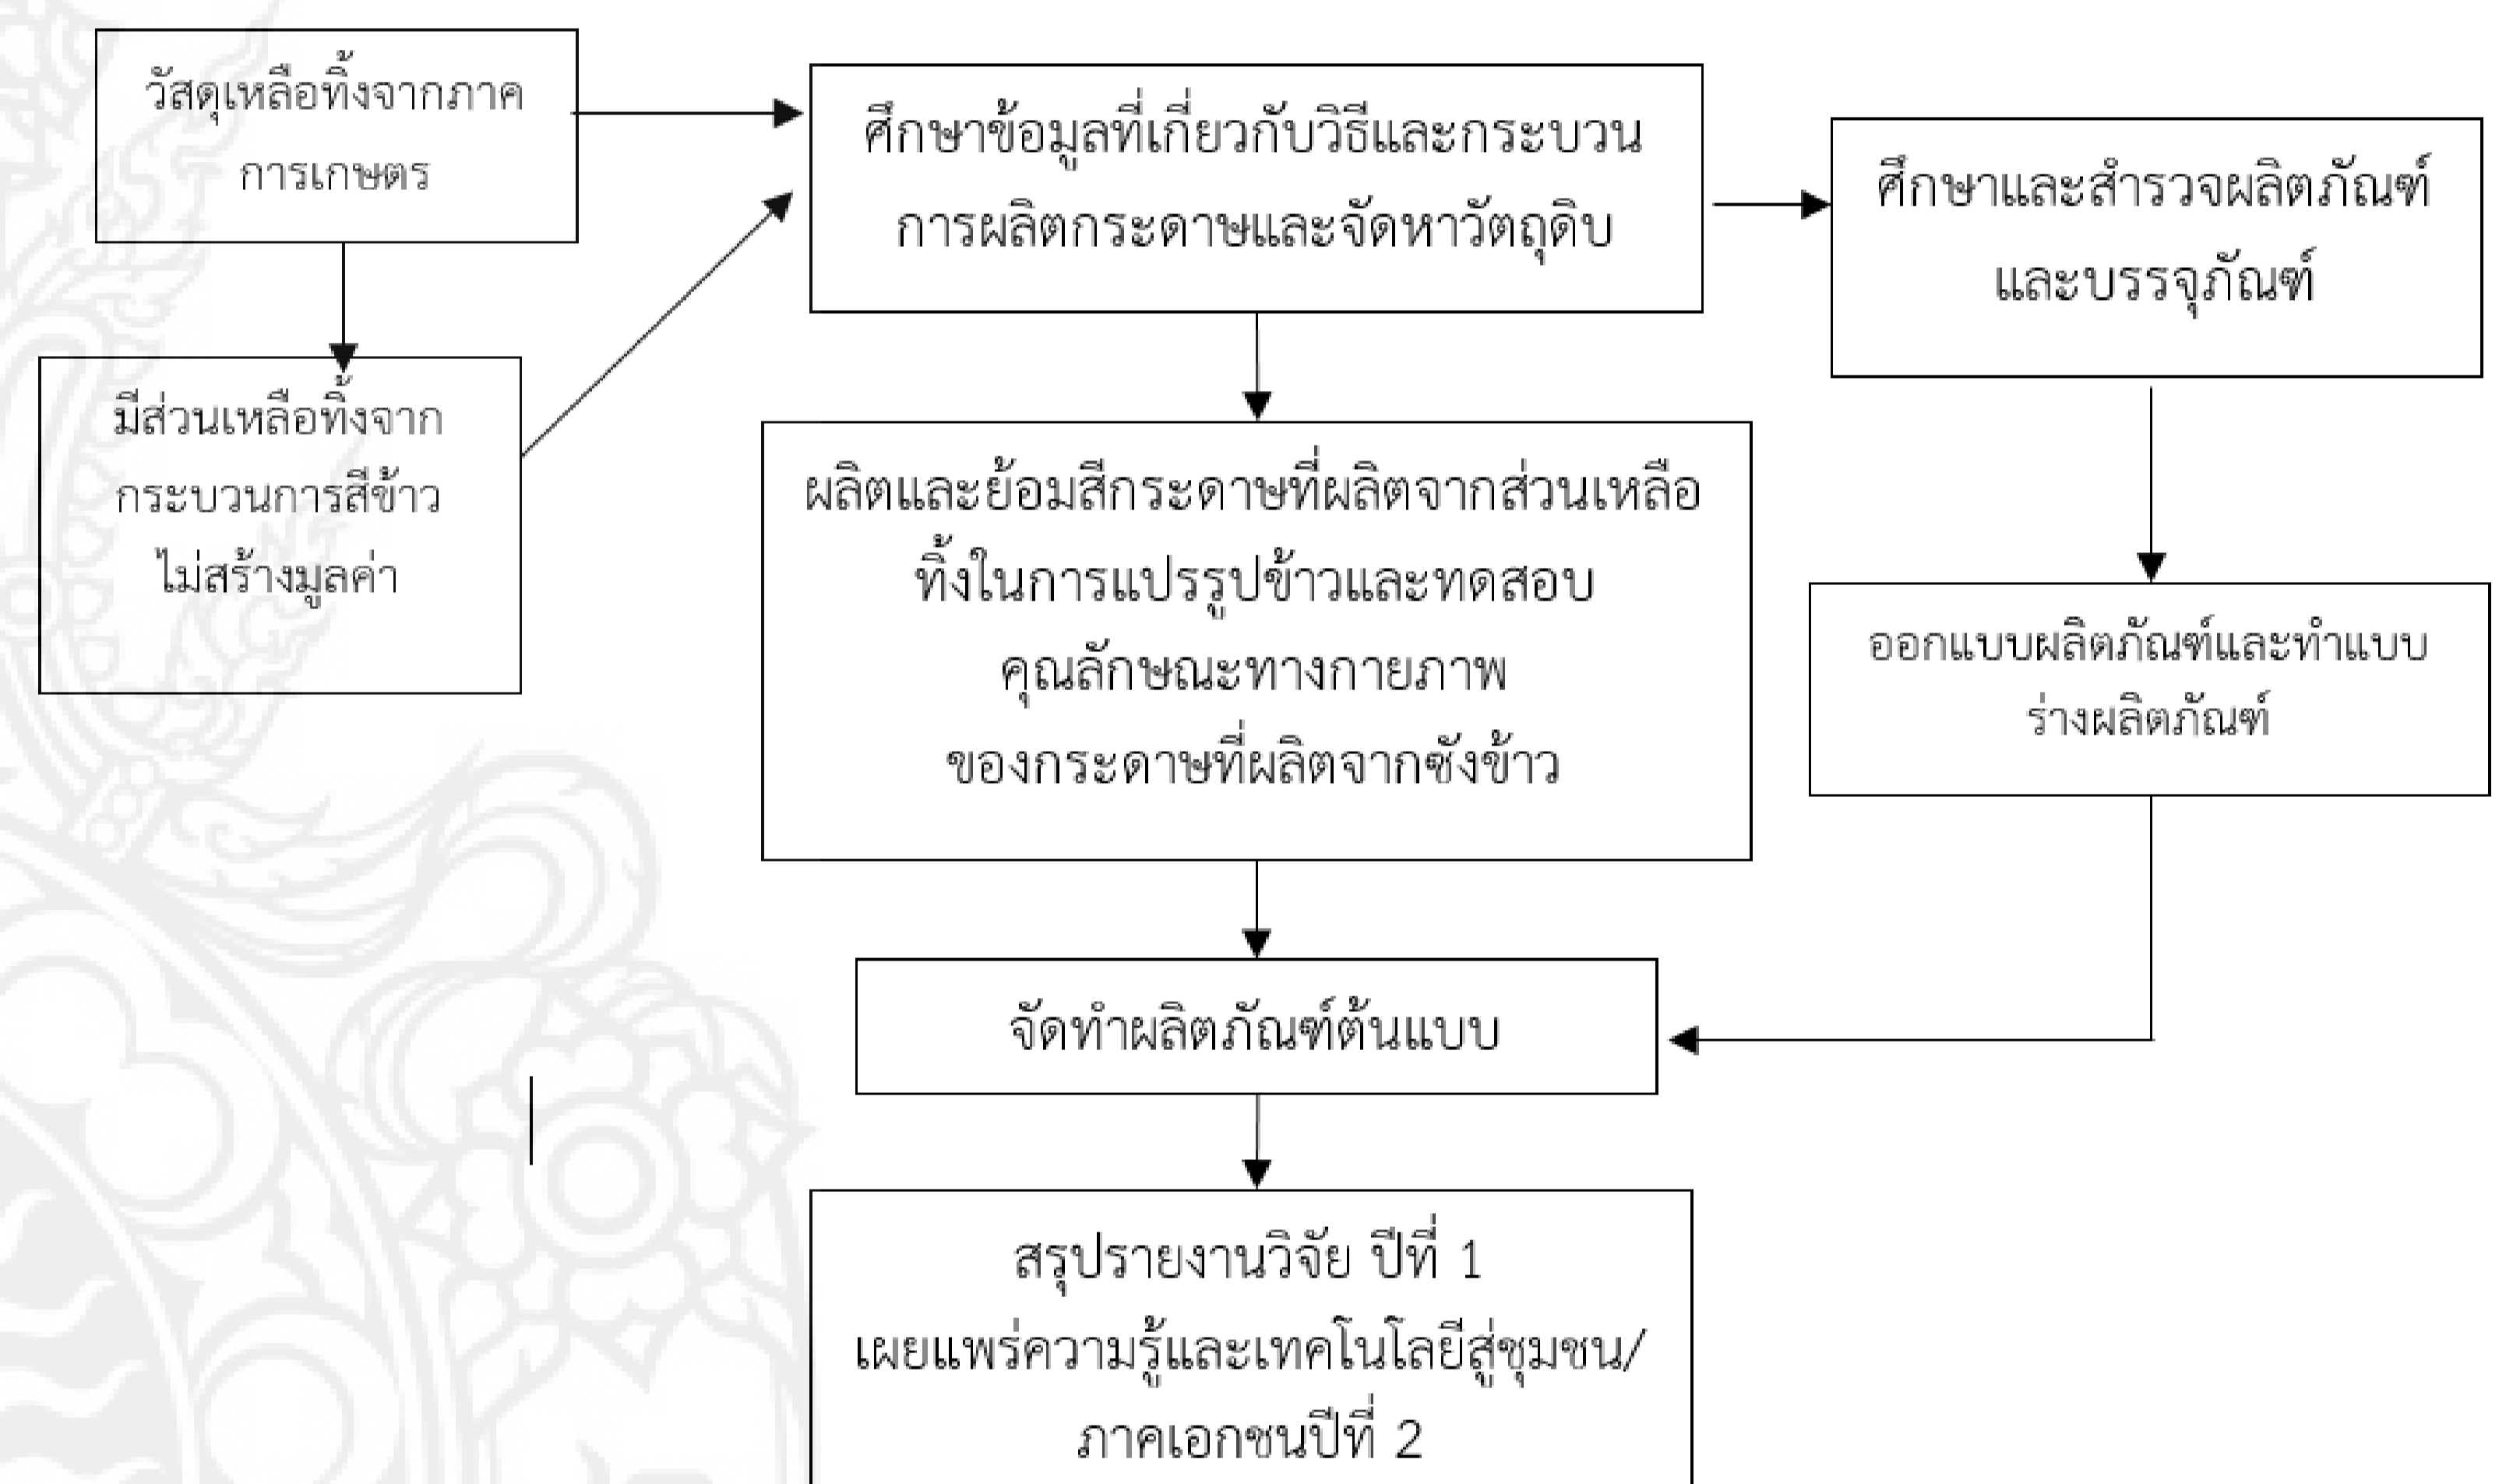 วัสดุเหลือทิ้งจากภาค
การเกษตร
มีส่วนเหลือทิ้งจาก
กระบวนการสีข้าว
ไม่สร้างมูลค่า
ศึกษาข้อมูลที่เกี่ยวกับวิธีและกระบวน
การผลิตกระดาษและจัดหาวัตถุดิบ
ศึกษาและสำรวจผลิตภัณฑ์
และบรรจุภัณฑ์
ผลิตและย้อมสีกระดาษที่ผลิตจากส่วนเหลือ
ทิ้งในการแปรรูปข้าวและทดสอบ
คุณลักษณะทางกายภาพ
ของกระดาษที่ผลิตจากซังข้าว
ออกแบบผลิตภัณฑ์และทำแบบ
ร่างผลิตภัณฑ์
จัดทำผลิตภัณฑ์ต้นแบบ
สรุปรายงานวิจัย ปีที่ 1
เผยแพร่ความรู้และเทคโนโลยีสู่ชุมชน/
ภาคเอกชนปีที่ 2